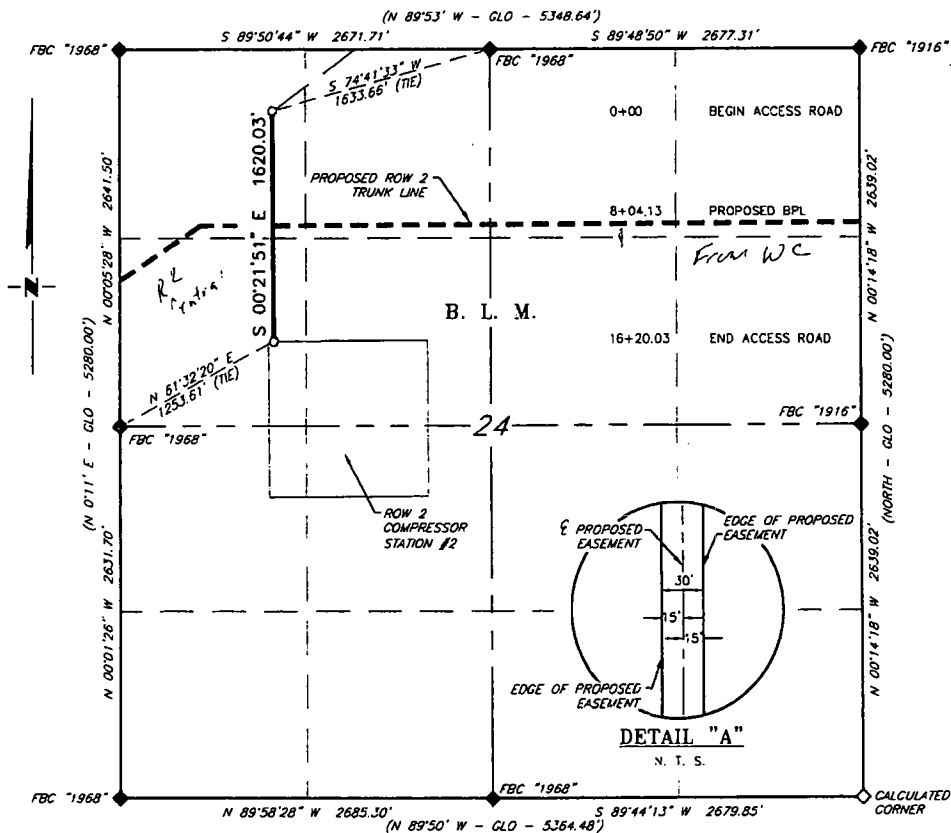 (N 89°53' W - GLO - 5348.64')
S 89°50'44" W 2671.71'
S 89°48'50" W 2677.31'
FBC "1968"
FBC "1968"
FBC "1916"
S 74°41'33" W
1633.66' (TIE)
0+00 BEGIN ACCESS ROAD
N 00°05'28" W 2641.50'
S 00°21'51" E 1620.03'
PROPOSED ROW 2
TRUNK LINE
8+04.13 PROPOSED BPL
N 00°14'18" W 2639.02'
From WC
N
R2
B. L. M.
16+20.03 END ACCESS ROAD
N 61°32'20" E
1253.61' (TIE)
FBC "1968"
24
FBC "1916"
(N 0°11' E - GLO - 5280.00')
(NORTH - GLO - 5280.00')
ROW 2
COMPRESSOR
STATION #2
℄ PROPOSED
EASEMENT
EDGE OF PROPOSED
EASEMENT
30'
15'
15'
EDGE OF PROPOSED
EASEMENT
N 00°01'26" W 2631.70'
N 00°14'18" W 2639.02'
DETAIL "A"
N. T. S.
FBC "1968"
FBC "1968"
CALCULATED
CORNER
N 89°58'28" W 2685.30'
S 89°44'13" W 2679.85'
(N 89°50' W - GLO - 5364.48')